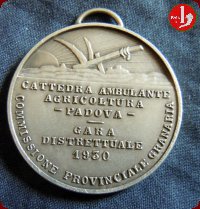 CATTEDRA AMBULANTE
AGRICOLTURA
- PADOVA -
GARA
DISTRETTUALE
1930
COMMISSIONE PROVINCIALE GRANARIA